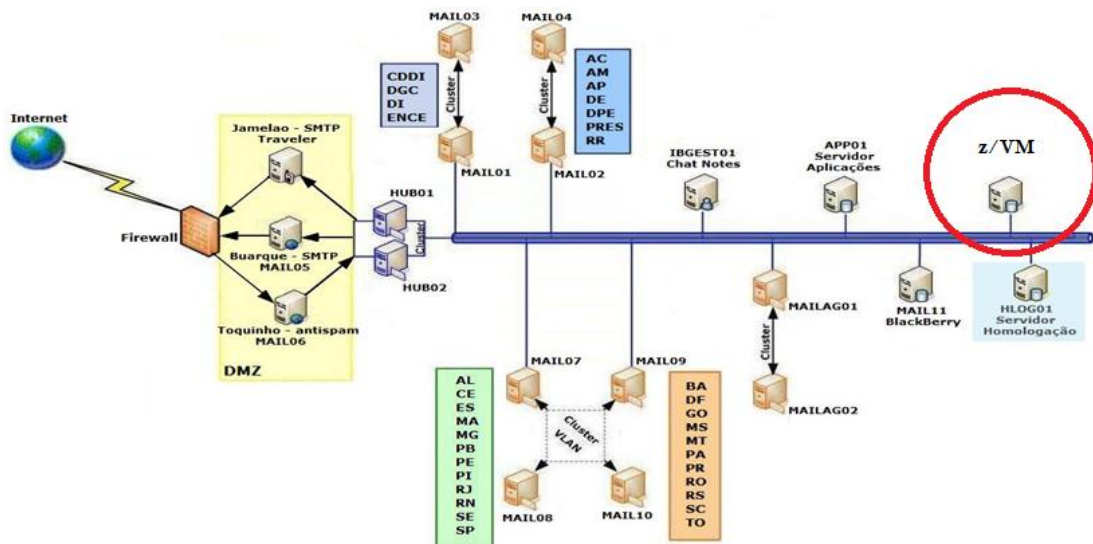 MAIL03
MAIL04
CDDI
DGC
DI
ENCE
Cluster
Cluster
AC
AM
AP
DE
DPE
PRES
RR
MAIL01
MAIL02
Internet
Firewall
Jamelao - SMTP
Traveler
Buarque - SMTP
MAIL05
Toquinho - antispam
MAIL06
DMZ
HUB01
Cluster
HUB02
IBGEST01
Chat Notes
APP01
Servidor
Aplicações
z/VM
MAILAG01
Cluster
MAILAG02
MAIL11
BlackBerry
HLOG01
Servidor
Homologação
MAIL07
MAIL09
AL
CE
ES
MA
MG
PB
PE
PI
RJ
RN
SE
SP
Cluster
VLAN
MAIL08
MAIL10
BA
DF
GO
MS
MT
PA
PR
RO
RS
SC
TO